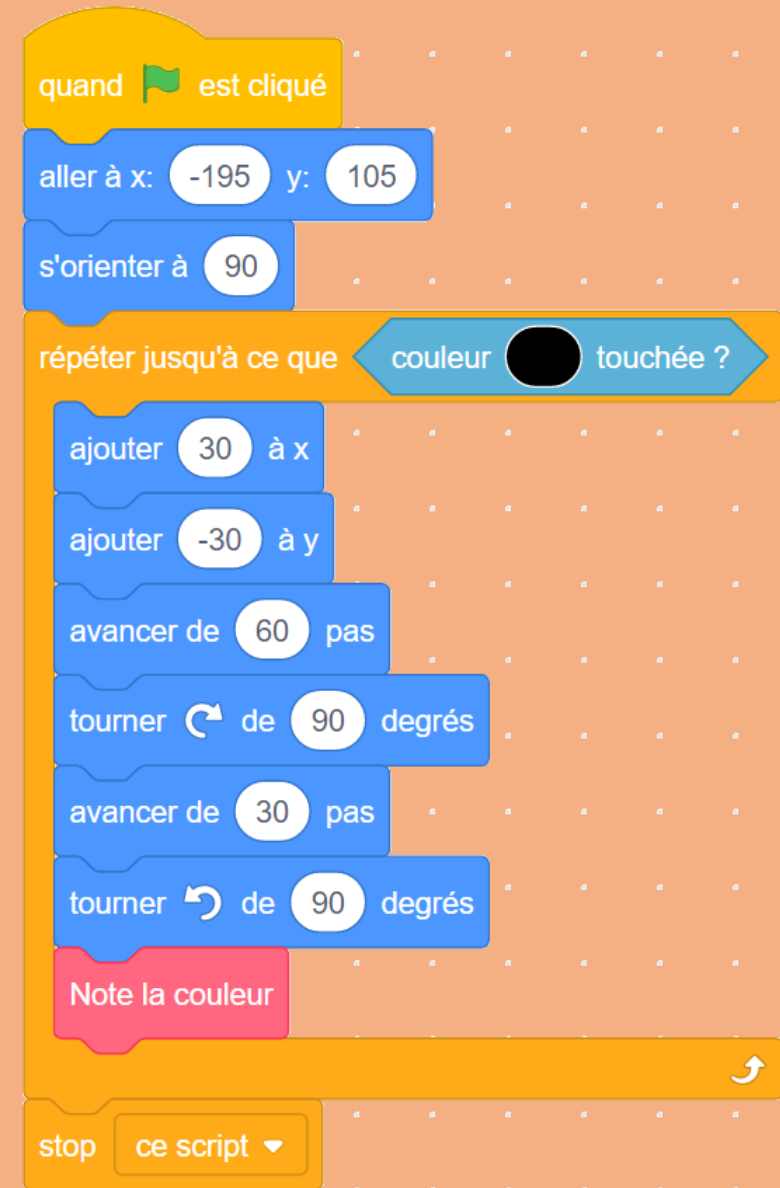 quand est cliqué
aller à x: -195 y: 105
s'orienter à 90
répéter jusqu'à ce que couleur touchée ?
ajouter 30 à x
ajouter -30 à y
avancer de 60 pas
tourner de 90 degrés
avancer de 30 pas
tourner de 90 degrés
Note la couleur
stop ce script